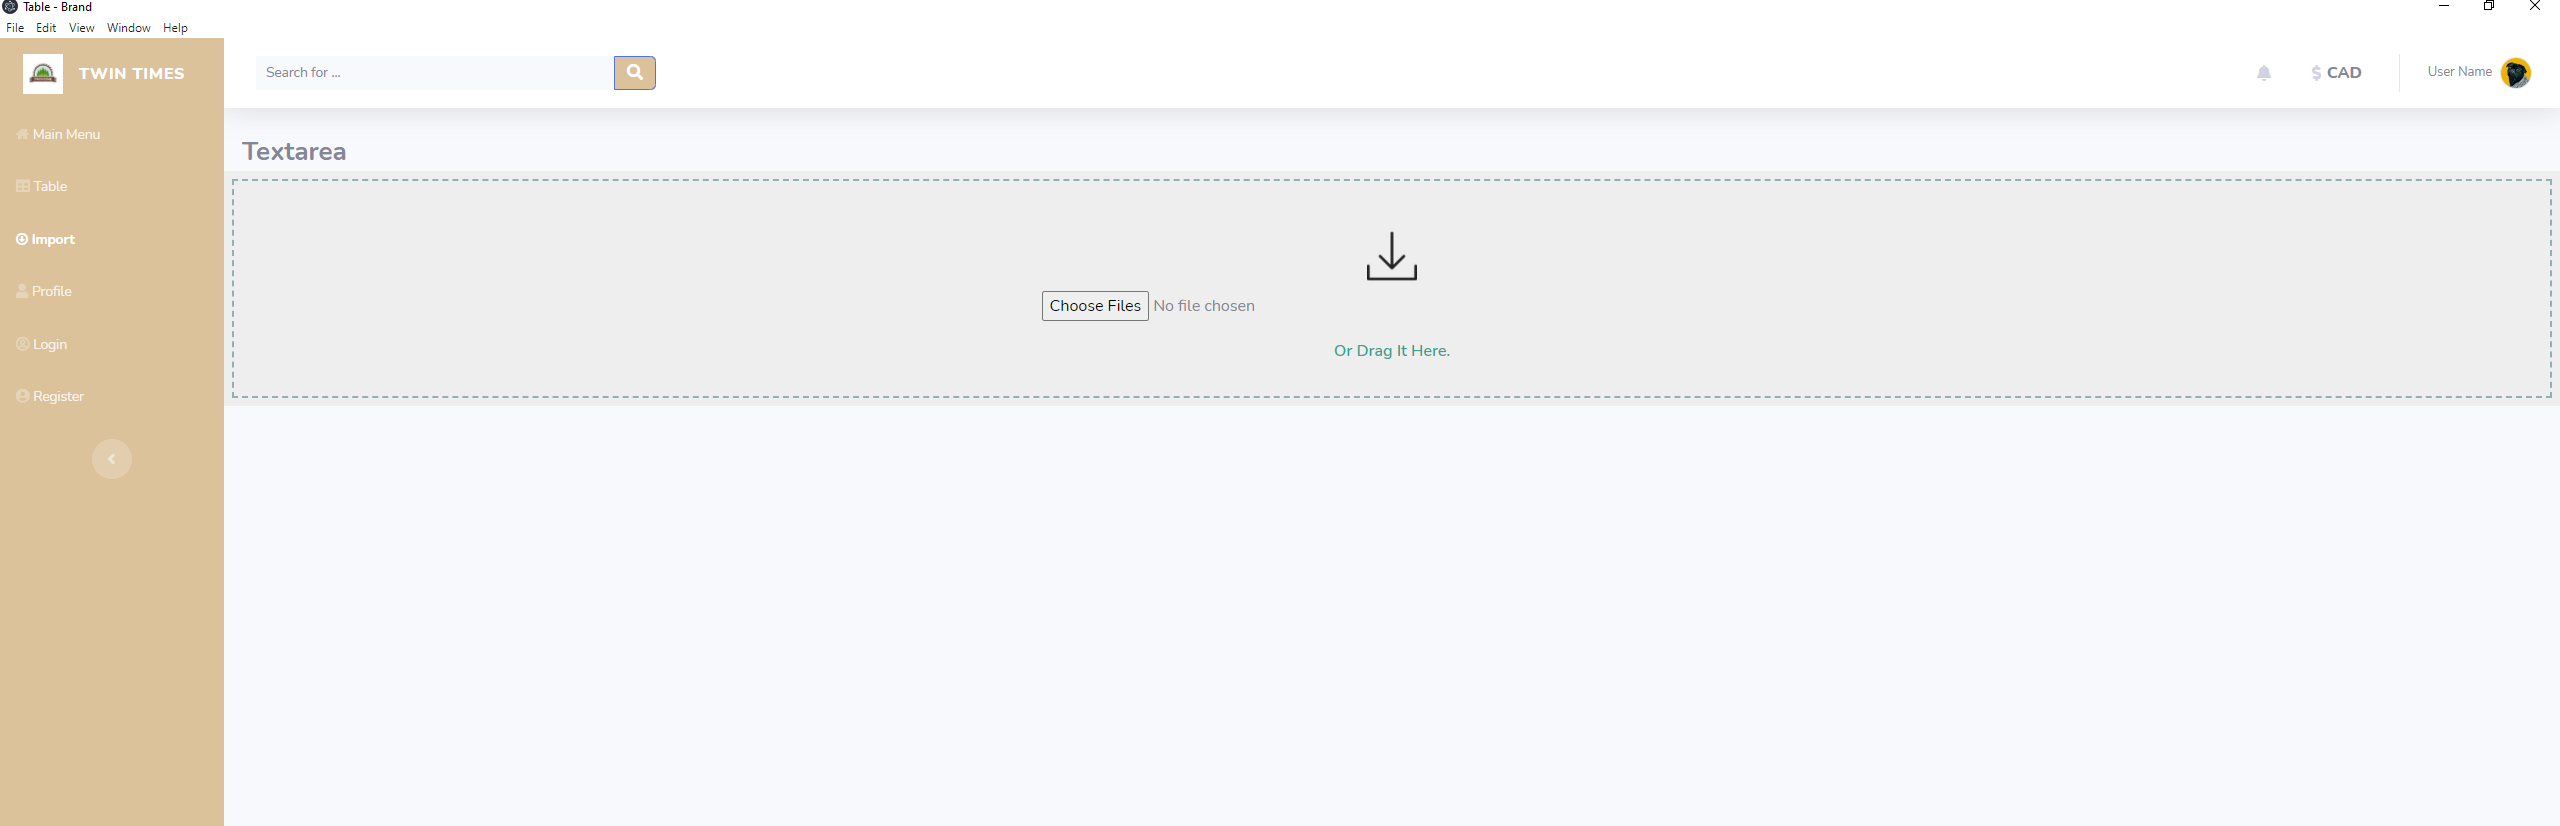 Table - Brand
File Edit View Window Help
TWIN TIMES
Search for ...
$ CAD
User Name
Main Menu
Table
Import
Profile
Login
Register
Textarea
Choose Files No file chosen
Or Drag It Here.